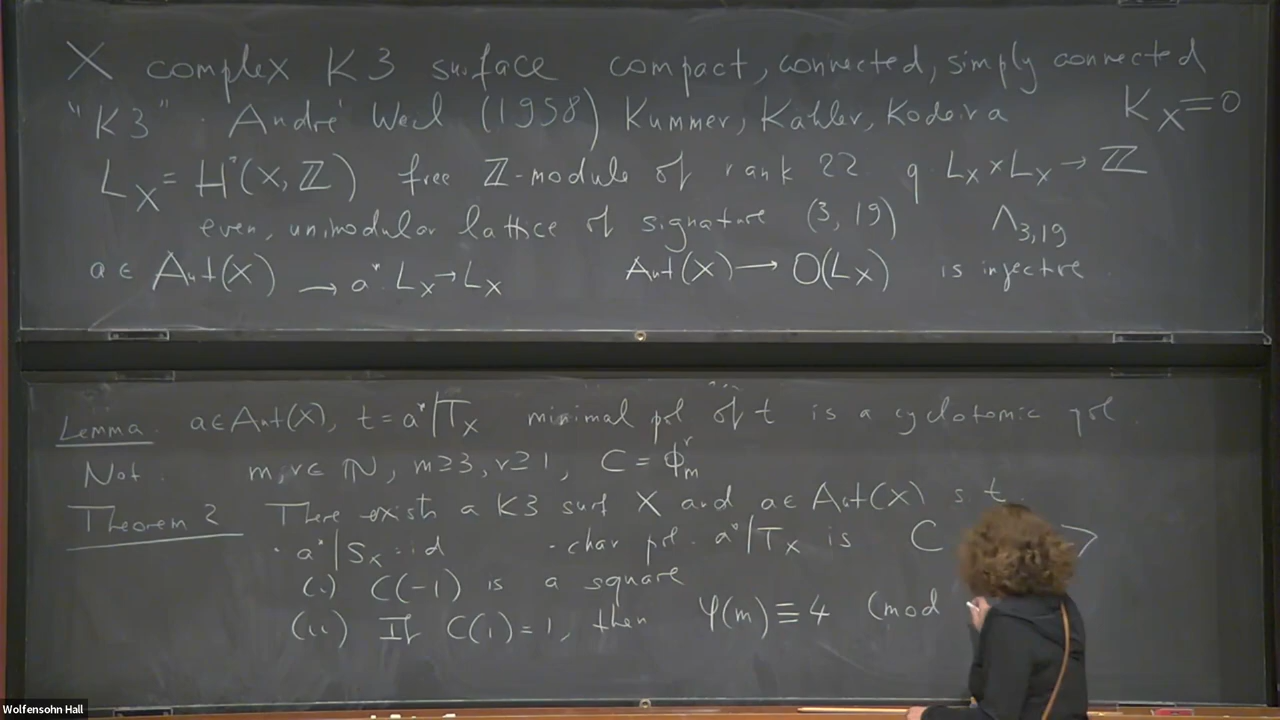 X complex K3 surface compact, connected, simply connected
"K3" · André Weil (1958) Kummer, Kähler, Kodaira K_X = 0
L_X = H²(X, ℤ) free ℤ-module of rank 22 q: L_X × L_X → ℤ
even, unimodular lattice of signature (3, 19) Λ_{3,19}
a ∈ Aut(X) → a*: L_X → L_X Aut(X) → O(L_X) is injective
Lemma. a ∈ Aut(X), t = a*|T_X minimal pol of t is a cyclotomic pol.
Not. m, r ∈ ℕ, m ≥ 3, r ≥ 1, C = Φ_m^r
Theorem 2 There exists a K3 surf X and a ∈ Aut(X) s.t.
· a*|S_X = id · char pol. a*|T_X is C
(i) C(-1) is a square
(ii) If C(1) = 1, then φ(m) ≡ 4 (mod
Wolfensohn Hall